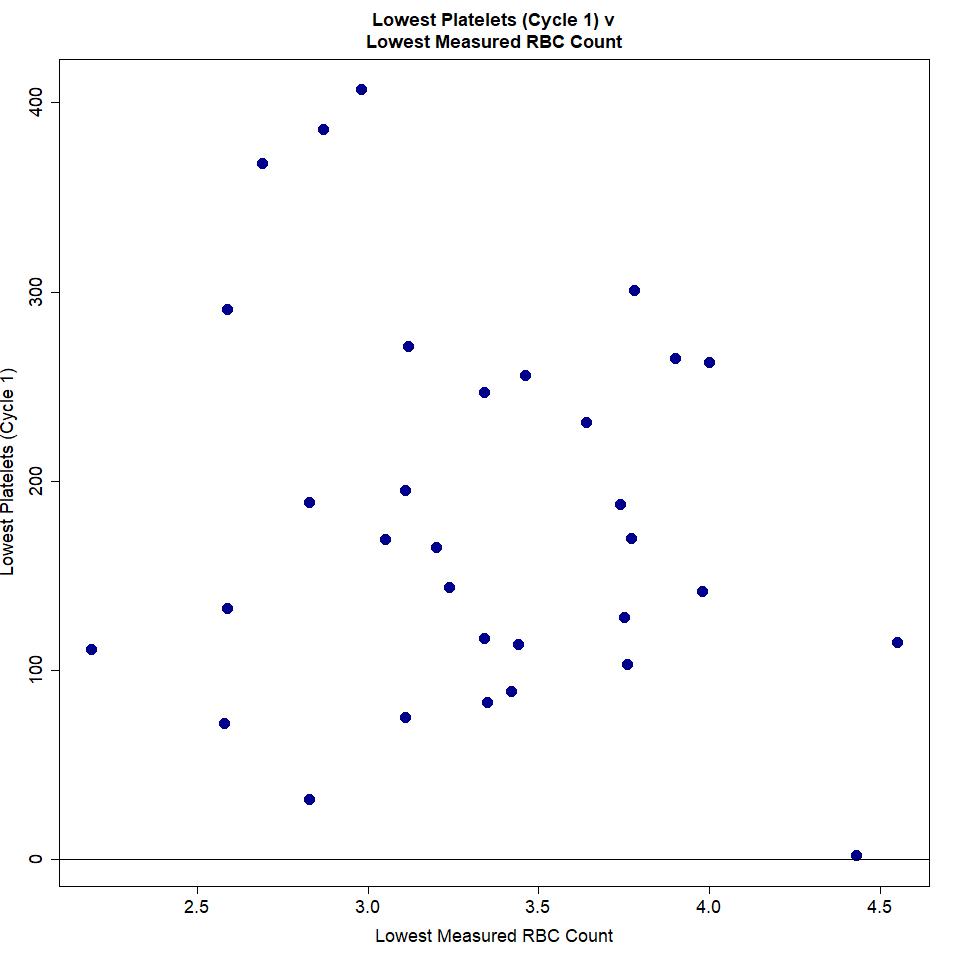 Lowest Platelets (Cycle 1) v
Lowest Measured RBC Count
Lowest Platelets (Cycle 1)
400
300
200
100
0
2.5
3.0
3.5
4.0
4.5
Lowest Measured RBC Count